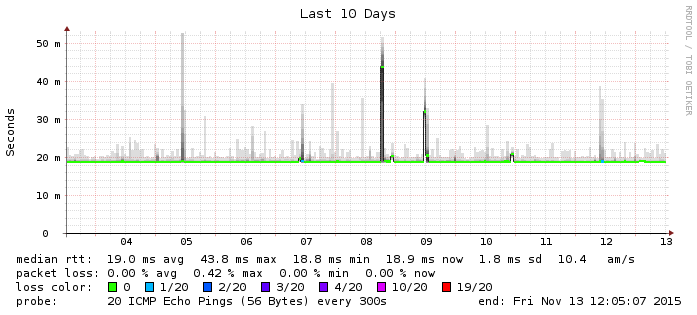 Last 10 Days
RRDTOOL / TOBI OETIKER
Seconds
50 m
40 m
30 m
20 m
10 m
0
04 05 06 07 08 09 10 11 12 13
median rtt: 19.0 ms avg 43.8 ms max 18.8 ms min 18.9 ms now 1.8 ms sd 10.4 am/s
packet loss: 0.00 % avg 0.42 % max 0.00 % min 0.00 % now
loss color: 0 1/20 2/20 3/20 4/20 10/20 19/20
probe: 20 ICMP Echo Pings (56 Bytes) every 300s end: Fri Nov 13 12:05:07 2015